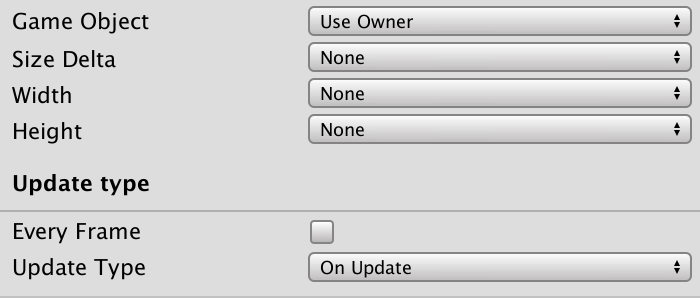 Game Object Use Owner
Size Delta None
Width None
Height None
Update type
Every Frame
Update Type On Update